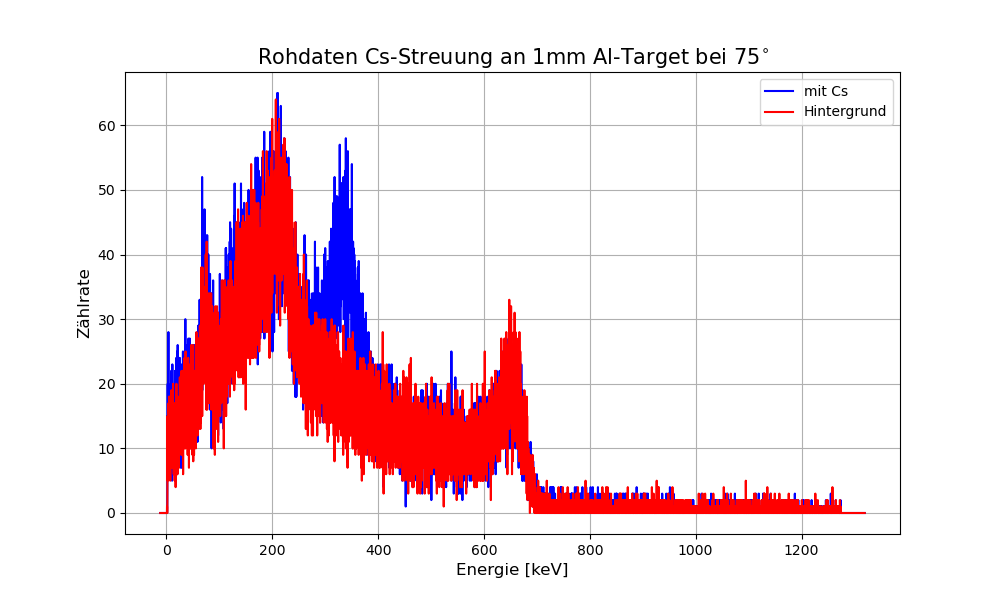 Rohdaten Cs-Streuung an 1mm Al-Target bei 75°
mit Cs
Hintergrund
Zählrate
60
50
40
30
20
10
0
0 200 400 600 800 1000 1200
Energie [keV]